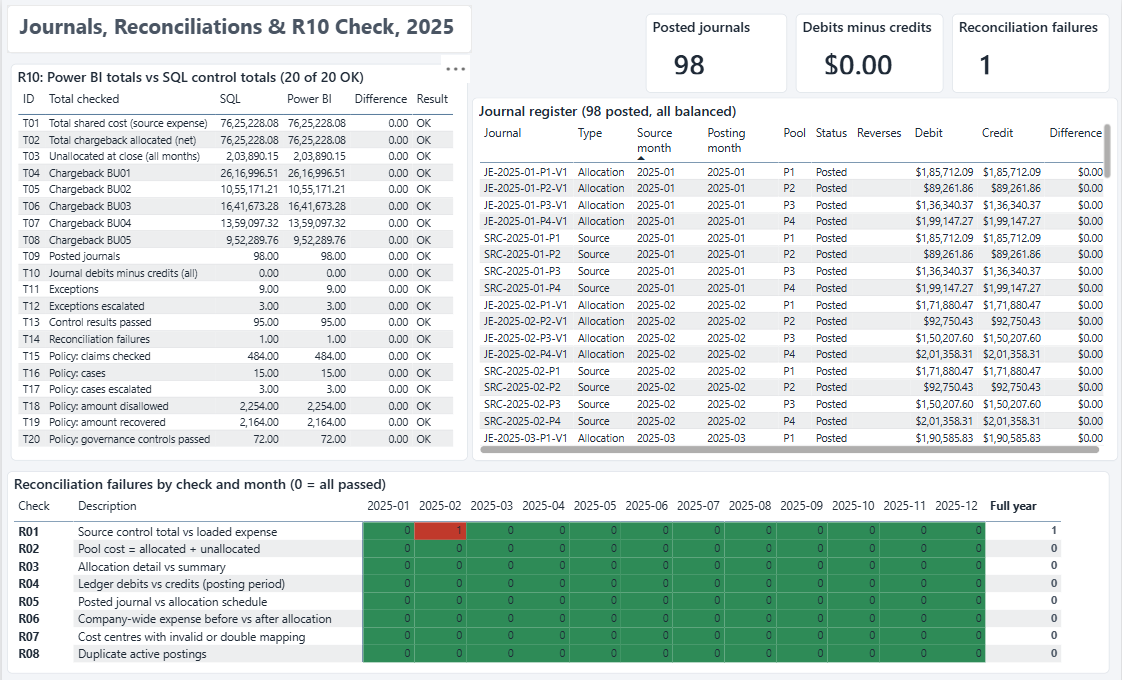 Journals, Reconciliations & R10 Check, 2025
Posted journals
98
Debits minus credits
$0.00
Reconciliation failures
1
R10: Power BI totals vs SQL control totals (20 of 20 OK)
ID Total checked SQL Power BI Difference Result
T01 Total shared cost (source expense) 76,25,228.08 76,25,228.08 0.00 OK
T02 Total chargeback allocated (net) 76,25,228.08 76,25,228.08 0.00 OK
T03 Unallocated at close (all months) 2,03,890.15 2,03,890.15 0.00 OK
T04 Chargeback BU01 26,16,996.51 26,16,996.51 0.00 OK
T05 Chargeback BU02 10,55,171.21 10,55,171.21 0.00 OK
T06 Chargeback BU03 16,41,673.28 16,41,673.28 0.00 OK
T07 Chargeback BU04 13,59,097.32 13,59,097.32 0.00 OK
T08 Chargeback BU05 9,52,289.76 9,52,289.76 0.00 OK
T09 Posted journals 98.00 98.00 0.00 OK
T10 Journal debits minus credits (all) 0.00 0.00 0.00 OK
T11 Exceptions 9.00 9.00 0.00 OK
T12 Exceptions escalated 3.00 3.00 0.00 OK
T13 Control results passed 95.00 95.00 0.00 OK
T14 Reconciliation failures 1.00 1.00 0.00 OK
T15 Policy: claims checked 484.00 484.00 0.00 OK
T16 Policy: cases 15.00 15.00 0.00 OK
T17 Policy: cases escalated 3.00 3.00 0.00 OK
T18 Policy: amount disallowed 2,254.00 2,254.00 0.00 OK
T19 Policy: amount recovered 2,164.00 2,164.00 0.00 OK
T20 Policy: governance controls passed 72.00 72.00 0.00 OK
Journal register (98 posted, all balanced)
Journal Type Source month Posting month Pool Status Reverses Debit Credit Difference
JE-2025-01-P1-V1 Allocation 2025-01 2025-01 P1 Posted $1,85,712.09 $1,85,712.09 $0.00
JE-2025-01-P2-V1 Allocation 2025-01 2025-01 P2 Posted $89,261.86 $89,261.86 $0.00
JE-2025-01-P3-V1 Allocation 2025-01 2025-01 P3 Posted $1,36,340.37 $1,36,340.37 $0.00
JE-2025-01-P4-V1 Allocation 2025-01 2025-01 P4 Posted $1,99,147.27 $1,99,147.27 $0.00
SRC-2025-01-P1 Source 2025-01 2025-01 P1 Posted $1,85,712.09 $1,85,712.09 $0.00
SRC-2025-01-P2 Source 2025-01 2025-01 P2 Posted $89,261.86 $89,261.86 $0.00
SRC-2025-01-P3 Source 2025-01 2025-01 P3 Posted $1,36,340.37 $1,36,340.37 $0.00
SRC-2025-01-P4 Source 2025-01 2025-01 P4 Posted $1,99,147.27 $1,99,147.27 $0.00
JE-2025-02-P1-V1 Allocation 2025-02 2025-02 P1 Posted $1,71,880.47 $1,71,880.47 $0.00
JE-2025-02-P2-V1 Allocation 2025-02 2025-02 P2 Posted $92,750.43 $92,750.43 $0.00
JE-2025-02-P3-V1 Allocation 2025-02 2025-02 P3 Posted $1,50,207.60 $1,50,207.60 $0.00
JE-2025-02-P4-V1 Allocation 2025-02 2025-02 P4 Posted $2,01,358.31 $2,01,358.31 $0.00
SRC-2025-02-P1 Source 2025-02 2025-02 P1 Posted $1,71,880.47 $1,71,880.47 $0.00
SRC-2025-02-P2 Source 2025-02 2025-02 P2 Posted $92,750.43 $92,750.43 $0.00
SRC-2025-02-P3 Source 2025-02 2025-02 P3 Posted $1,50,207.60 $1,50,207.60 $0.00
SRC-2025-02-P4 Source 2025-02 2025-02 P4 Posted $2,01,358.31 $2,01,358.31 $0.00
JE-2025-03-P1-V1 Allocation 2025-03 2025-03 P1 Posted $1,90,585.83 $1,90,585.83 $0.00
Reconciliation failures by check and month (0 = all passed)
Check Description 2025-01 2025-02 2025-03 2025-04 2025-05 2025-06 2025-07 2025-08 2025-09 2025-10 2025-11 2025-12 Full year
R01 Source control total vs loaded expense 0 1 0 0 0 0 0 0 0 0 0 0 1
R02 Pool cost = allocated + unallocated 0 0 0 0 0 0 0 0 0 0 0 0 0
R03 Allocation detail vs summary 0 0 0 0 0 0 0 0 0 0 0 0 0
R04 Ledger debits vs credits (posting period) 0 0 0 0 0 0 0 0 0 0 0 0 0
R05 Posted journal vs allocation schedule 0 0 0 0 0 0 0 0 0 0 0 0 0
R06 Company-wide expense before vs after allocation 0 0 0 0 0 0 0 0 0 0 0 0 0
R07 Cost centres with invalid or double mapping 0 0 0 0 0 0 0 0 0 0 0 0 0
R08 Duplicate active postings 0 0 0 0 0 0 0 0 0 0 0 0 0